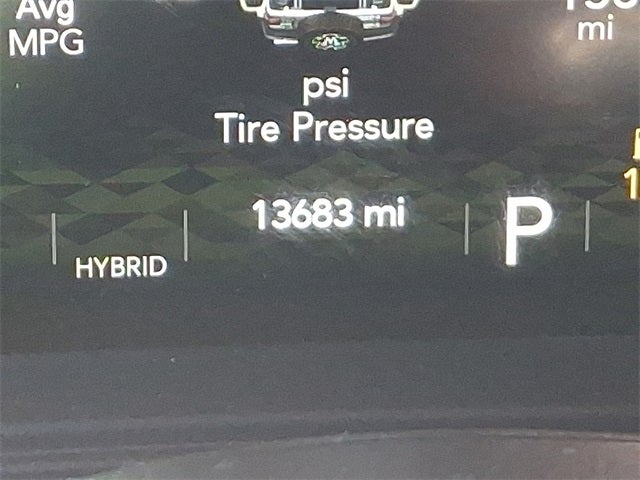 Avg
MPG
mi
psi
Tire Pressure
13683 mi
P
HYBRID